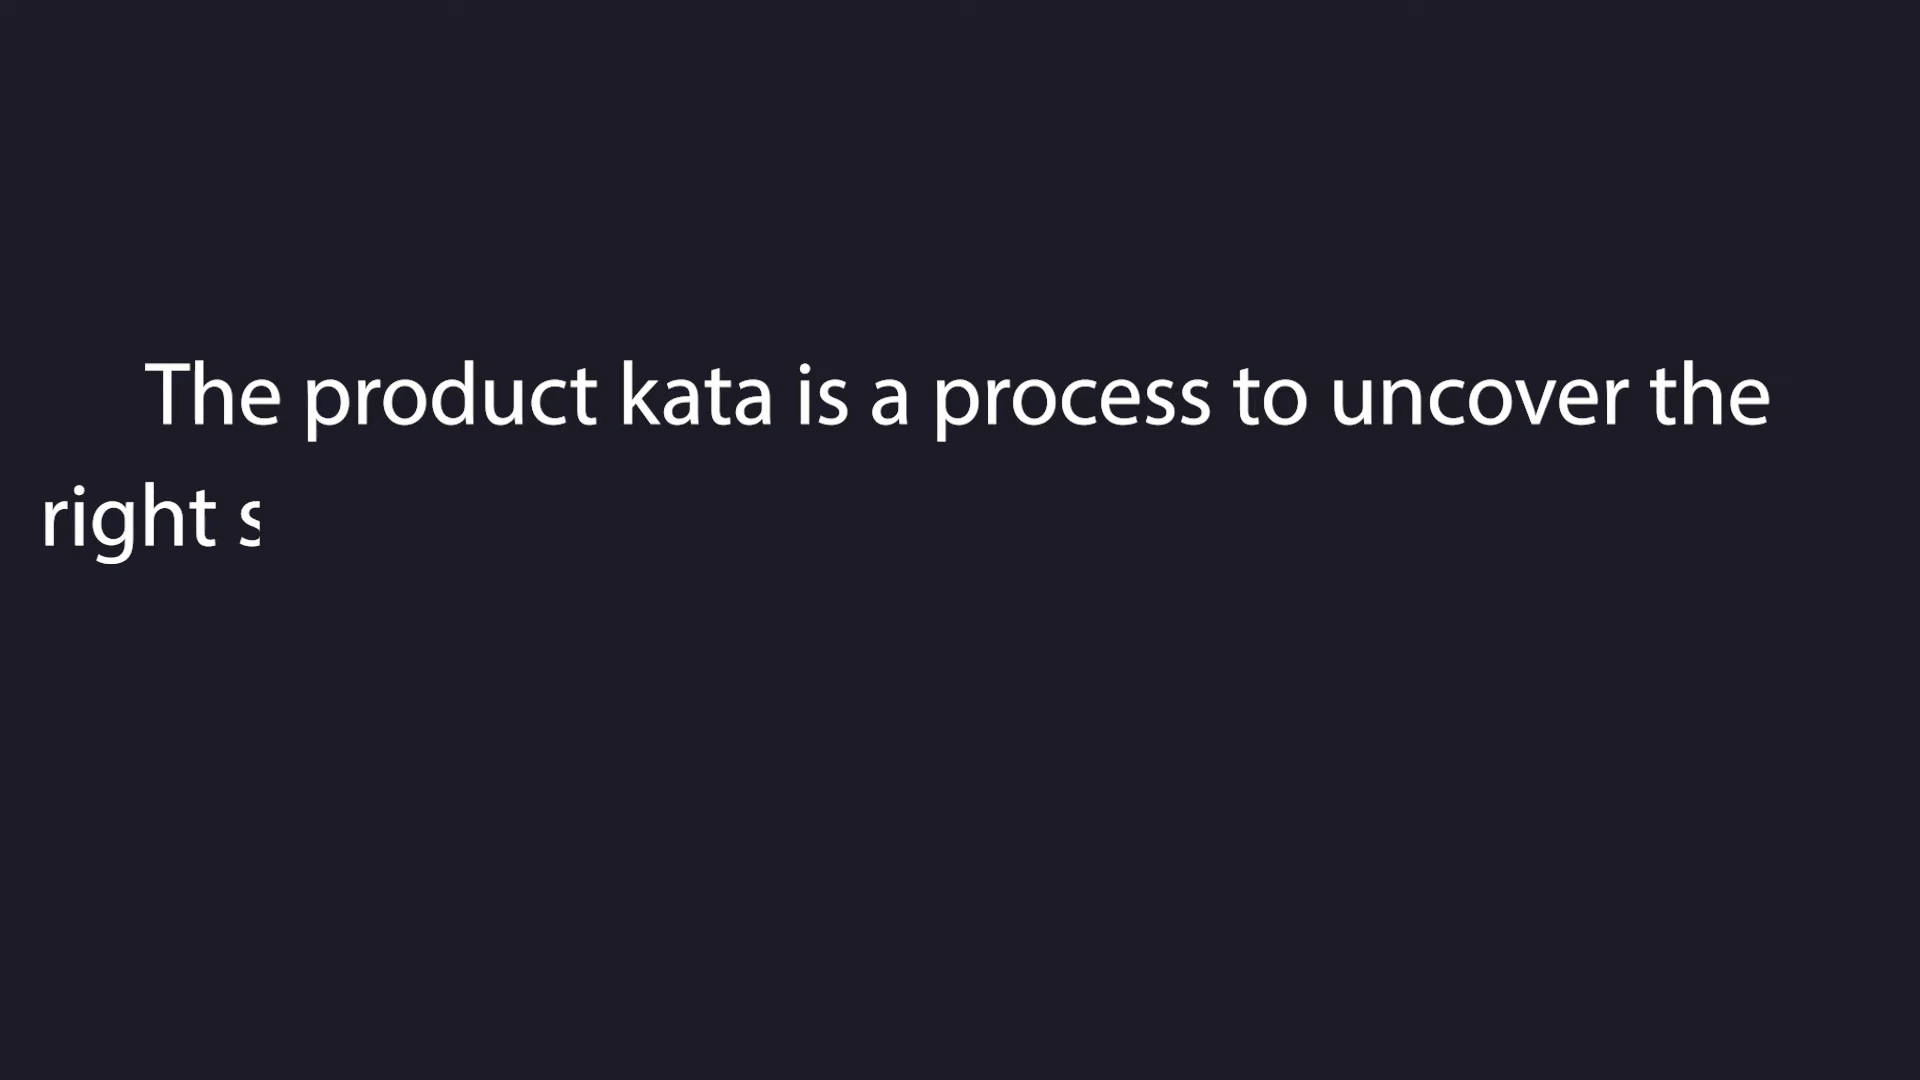 The product kata is a process to uncover the
right s